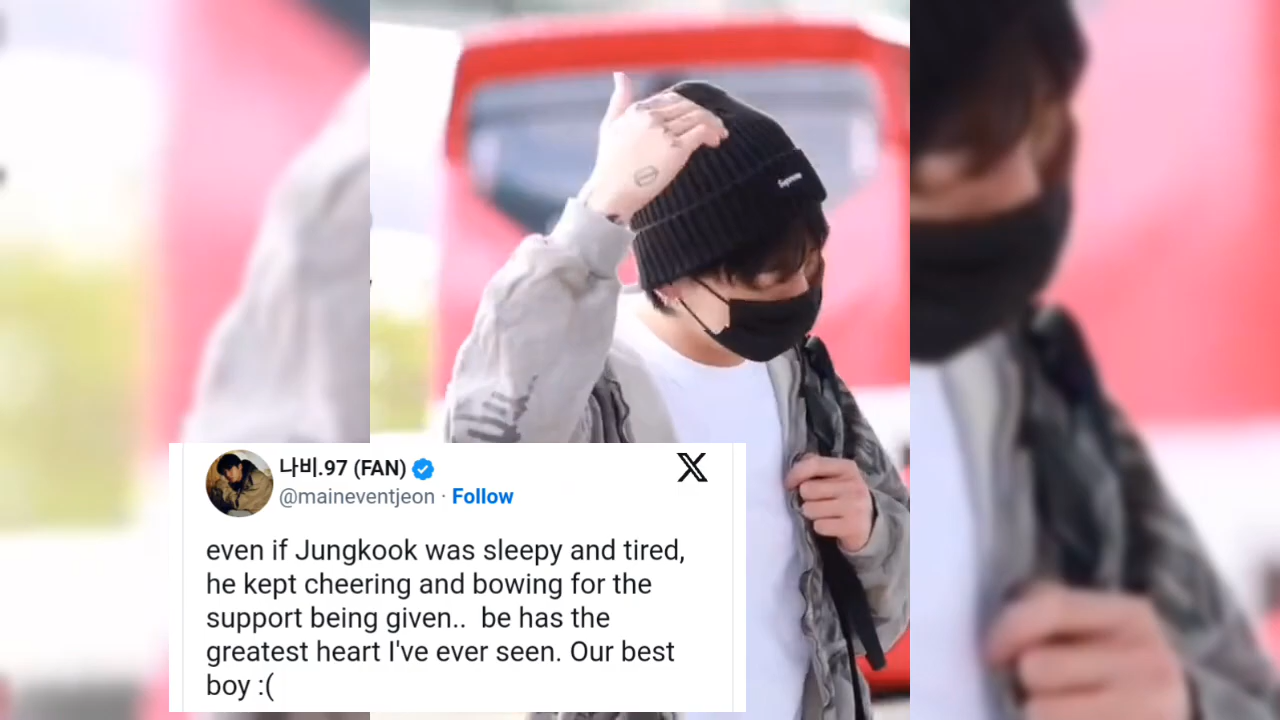 Supreme
나비.97 (FAN)
@maineventjeon · Follow
X
even if Jungkook was sleepy and tired,
he kept cheering and bowing for the
support being given..  be has the
greatest heart I've ever seen. Our best
boy :(